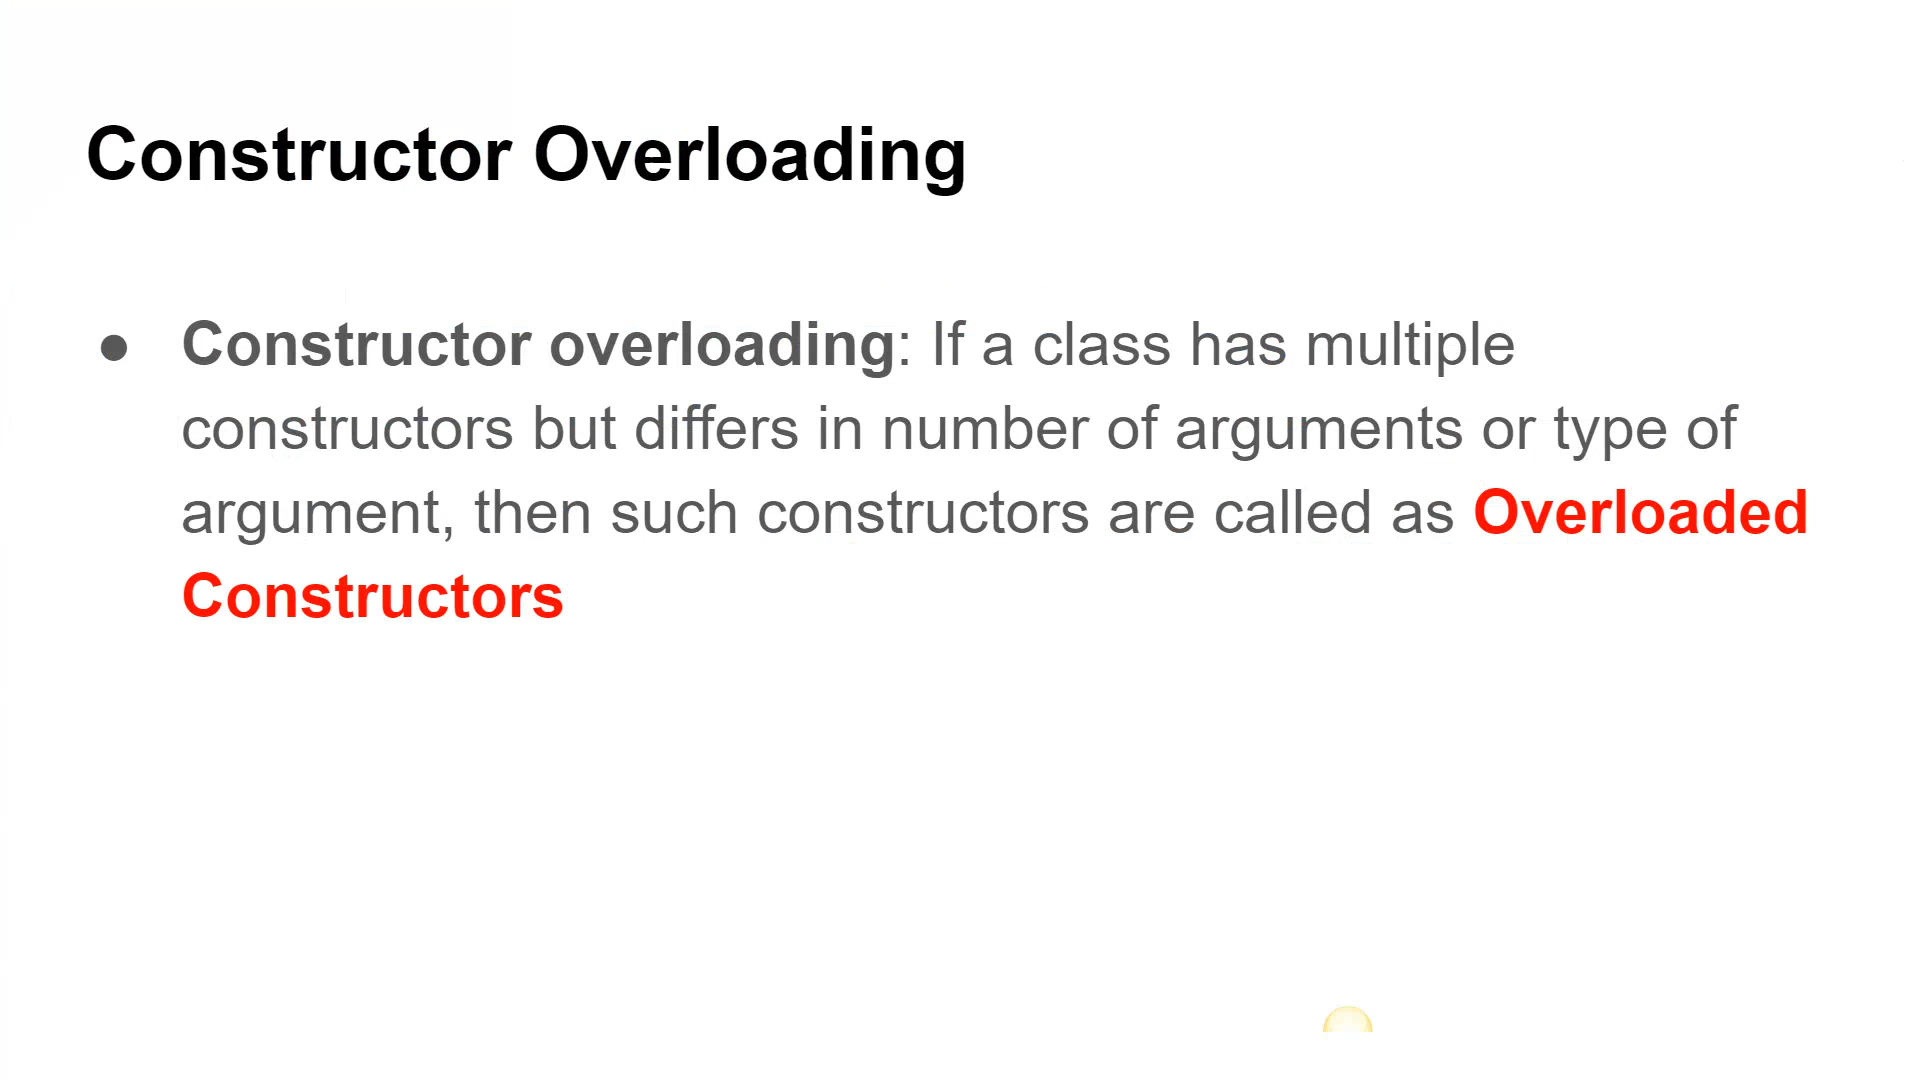 Constructor Overloading
● Constructor overloading: If a class has multiple
constructors but differs in number of arguments or type of
argument, then such constructors are called as Overloaded
Constructors